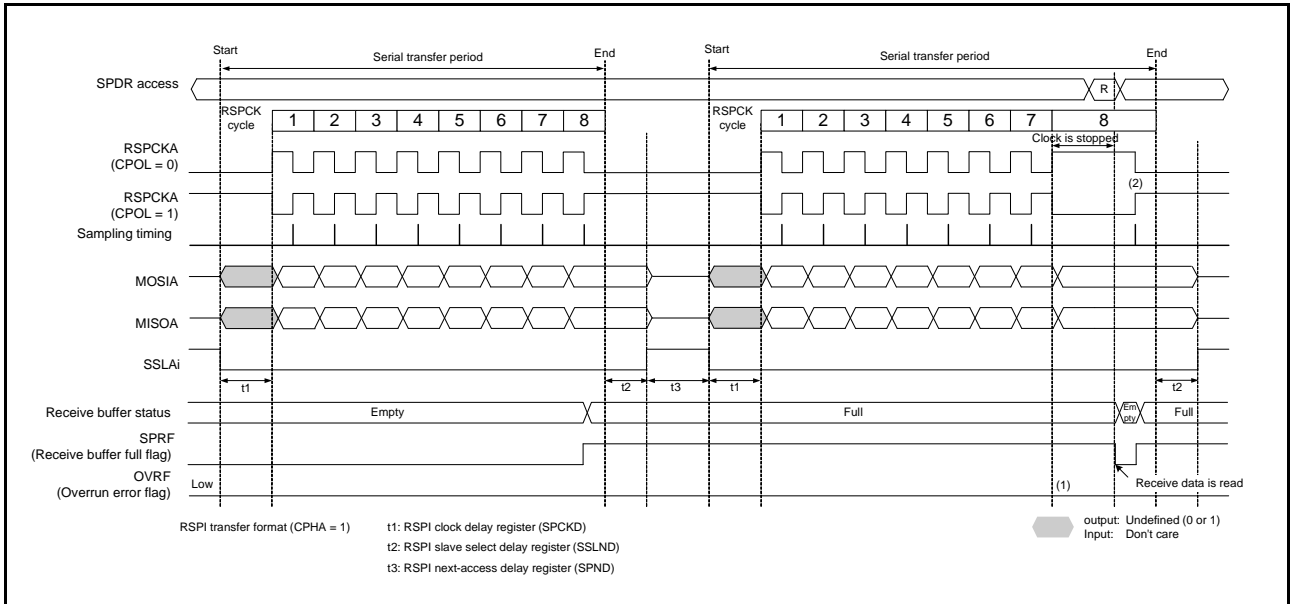 Start
Serial transfer period
End
Start
Serial transfer period
End
SPDR access
R
RSPCK
cycle
1 2 3 4 5 6 7 8
RSPCK
cycle
1 2 3 4 5 6 7 8
Clock is stopped
RSPCKA
(CPOL = 0)
(2)
RSPCKA
(CPOL = 1)
Sampling timing
MOSIA
MISOA
SSLAi
t1
t2
t3
t1
t2
Receive buffer status
Empty
Full
Em
pty
Full
SPRF
(Receive buffer full flag)
OVRF
(Overrun error flag)
Low
(1)
Receive data is read
RSPI transfer format (CPHA = 1)
t1: RSPI clock delay register (SPCKD)
t2: RSPI slave select delay register (SSLND)
t3: RSPI next-access delay register (SPND)
output: Undefined (0 or 1)
Input: Don't care